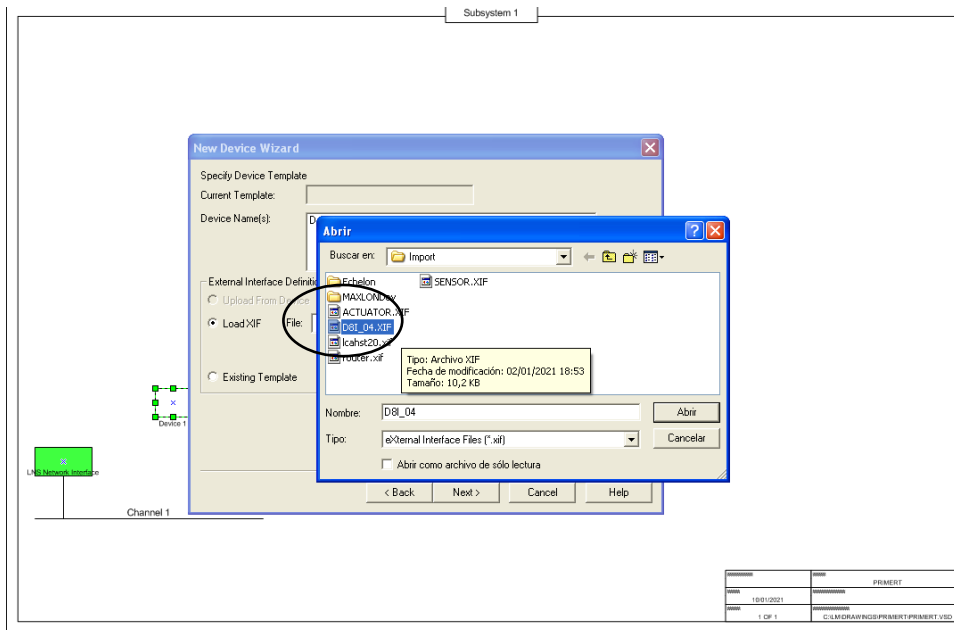 Subsystem 1
New Device Wizard
Specify Device Template
Current Template:
Device Name(s):
D
External Interface Definitio
Upload From Device
Load XIF File:
Existing Template
Abrir
Buscar en: Import
Echelon
SENSOR.XIF
MAXLONDev
ACTUATOR.XIF
D8I_04.XIF
lcahst20.xif
router.xif
Tipo: Archivo XIF
Fecha de modificación: 02/01/2021 18:53
Tamaño: 10,2 KB
Nombre: D8I_04 Abrir
Tipo: eXternal Interface Files (*.xif) Cancelar
Abrir como archivo de sólo lectura
< Back Next > Cancel Help
Device 1
LNS Network Interface
Channel 1
PRIMERT
10/01/2021
1 OF 1
C:\LM\DRAWINGS\PRIMERT\PRIMERT.VSD